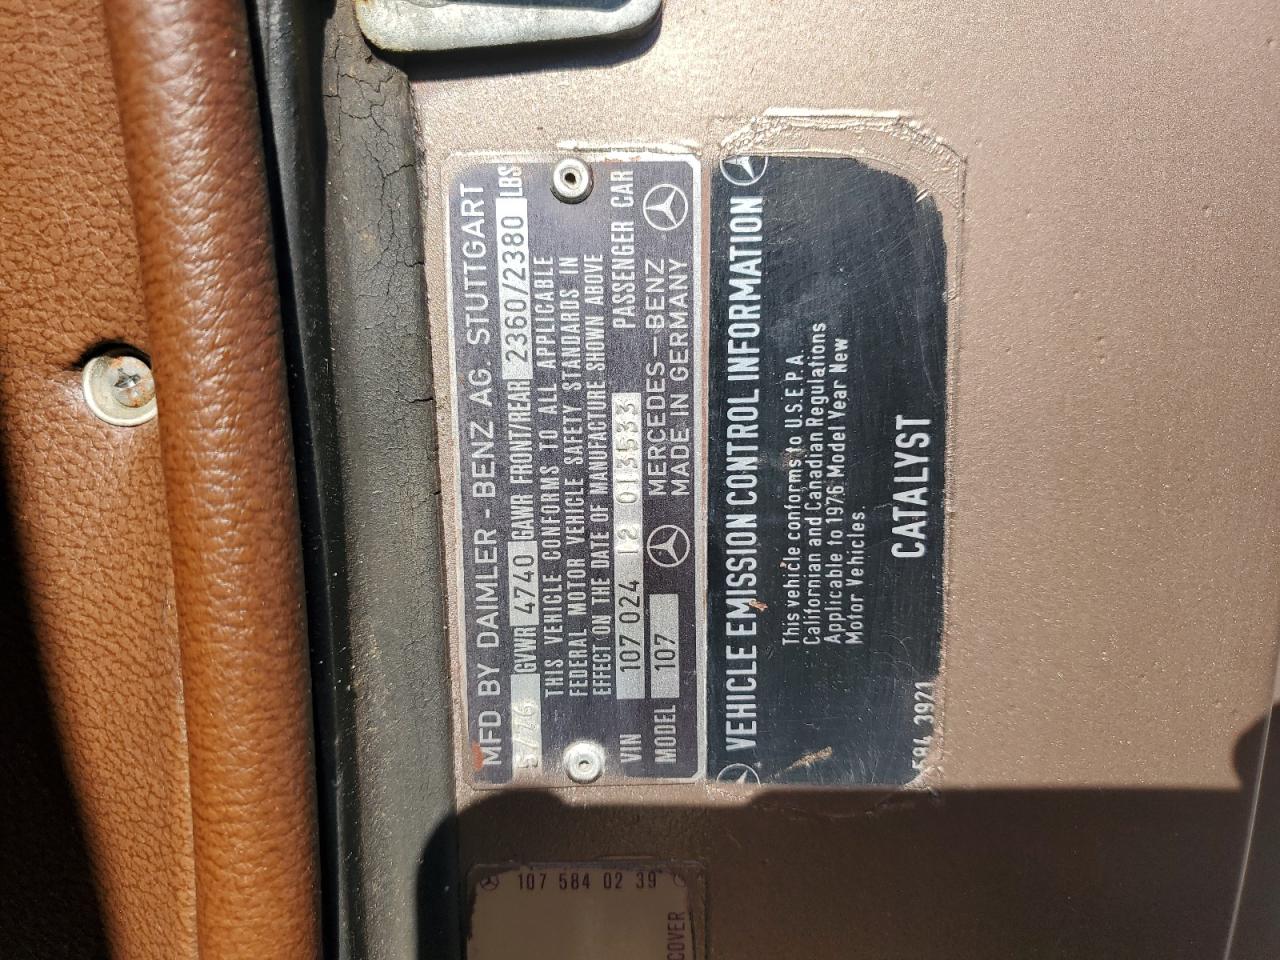 MFD BY DAIMLER-BENZ AG. STUTTGART
5/76 GVWR 4740 GAWR FRONT/REAR 2360/2380 LBS
THIS VEHICLE CONFORMS TO ALL APPLICABLE
FEDERAL MOTOR VEHICLE SAFETY STANDARDS IN
EFFECT ON THE DATE OF MANUFACTURE SHOWN ABOVE
VIN 107 024 12 013533 PASSENGER CAR
MODEL 107 MERCEDES-BENZ
MADE IN GERMANY
VEHICLE EMISSION CONTROL INFORMATION
This vehicle conforms to U.S.E.P.A.
Californian and Canadian Regulations
Applicable to 1976 Model Year New
Motor Vehicles.
CATALYST
584 3921
107 584 02 39
COVER